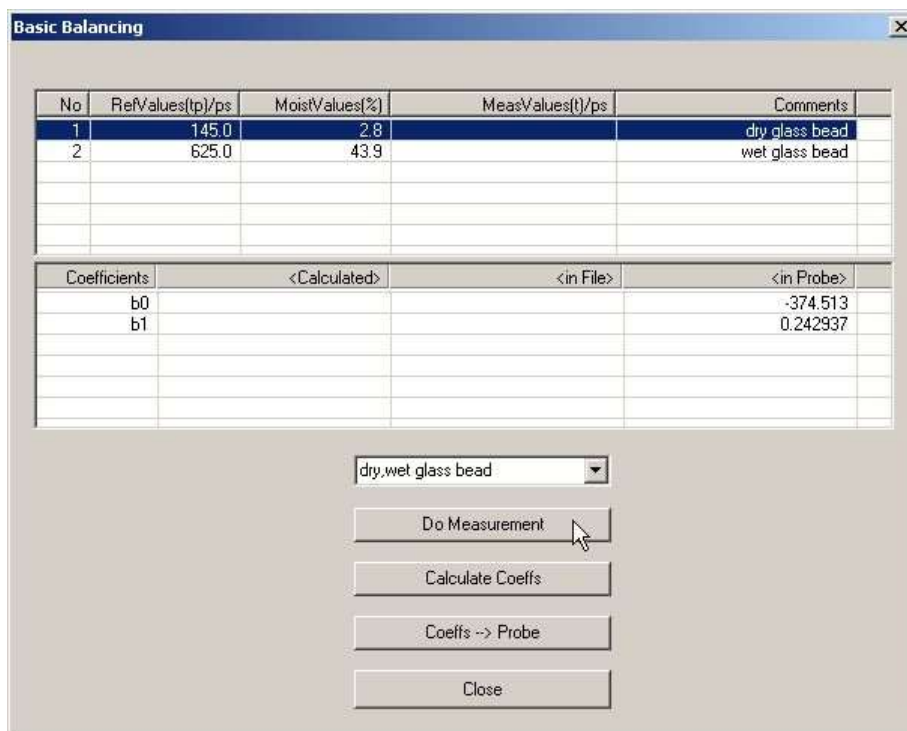 Basic Balancing
No RefValues(tp)/ps MoistValues(%) MeasValues(t)/ps Comments
1 145.0 2.8 dry glass bead
2 625.0 43.9 wet glass bead
Coefficients <Calculated> <in File> <in Probe>
b0 -374.513
b1 0.242937
dry,wet glass bead
Do Measurement
Calculate Coeffs
Coeffs --> Probe
Close